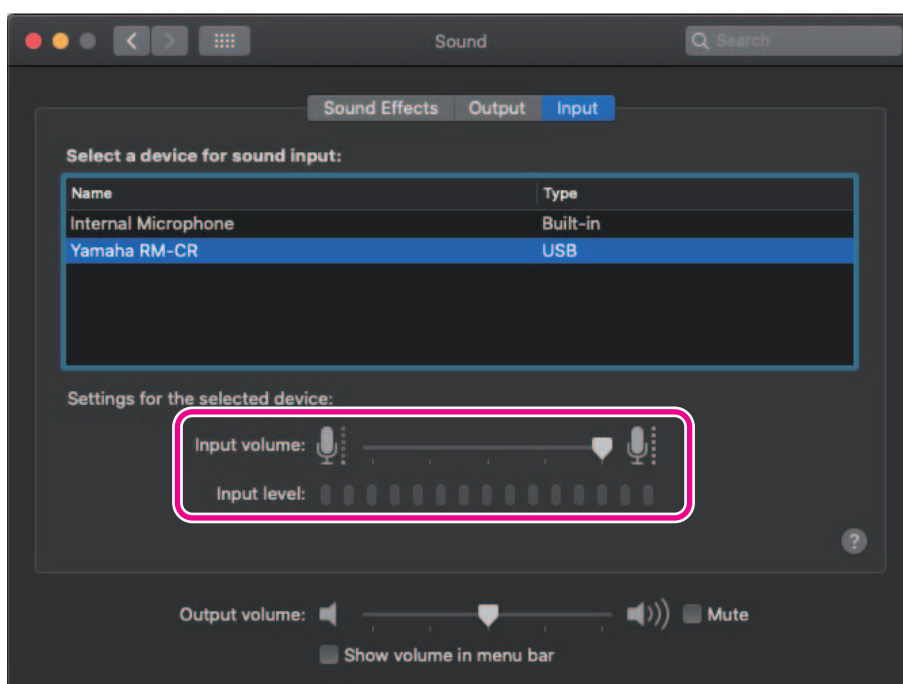 Sound
Search
Sound Effects Output Input
Select a device for sound input:
Name Type
Internal Microphone Built-in
Yamaha RM-CR USB
Settings for the selected device:
Input volume:
Input level:
?
Output volume: Mute
Show volume in menu bar